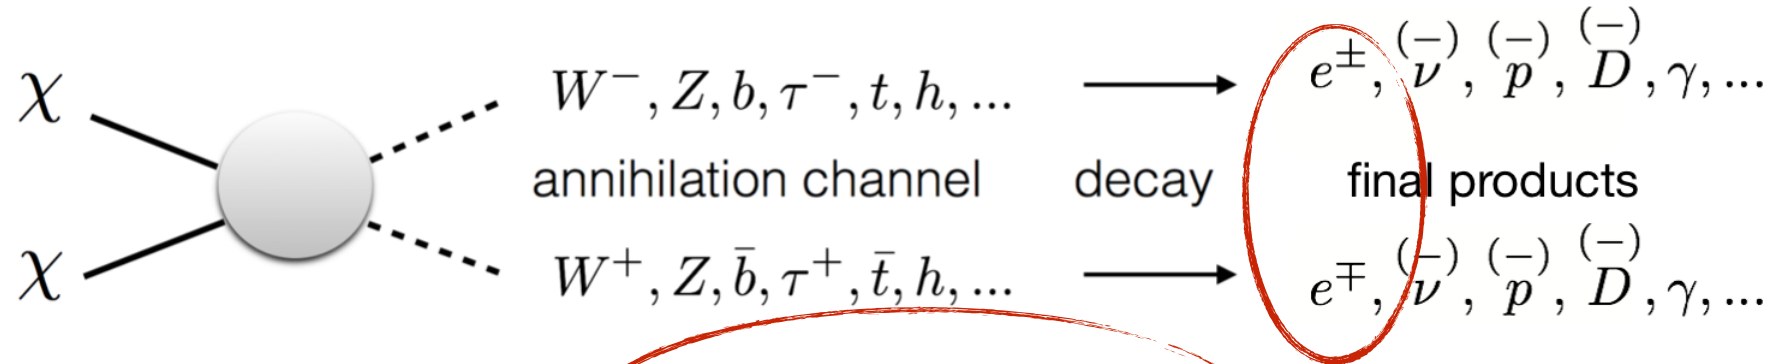 χ W⁻, Z, b, τ⁻, t, h, ... e^±, ν^(−), p^(−), D^(−), γ, ...
annihilation channel decay final products
χ W⁺, Z, b̄, τ⁺, t̄, h, ... e^∓, ν^(−), p^(−), D^(−), γ, ...